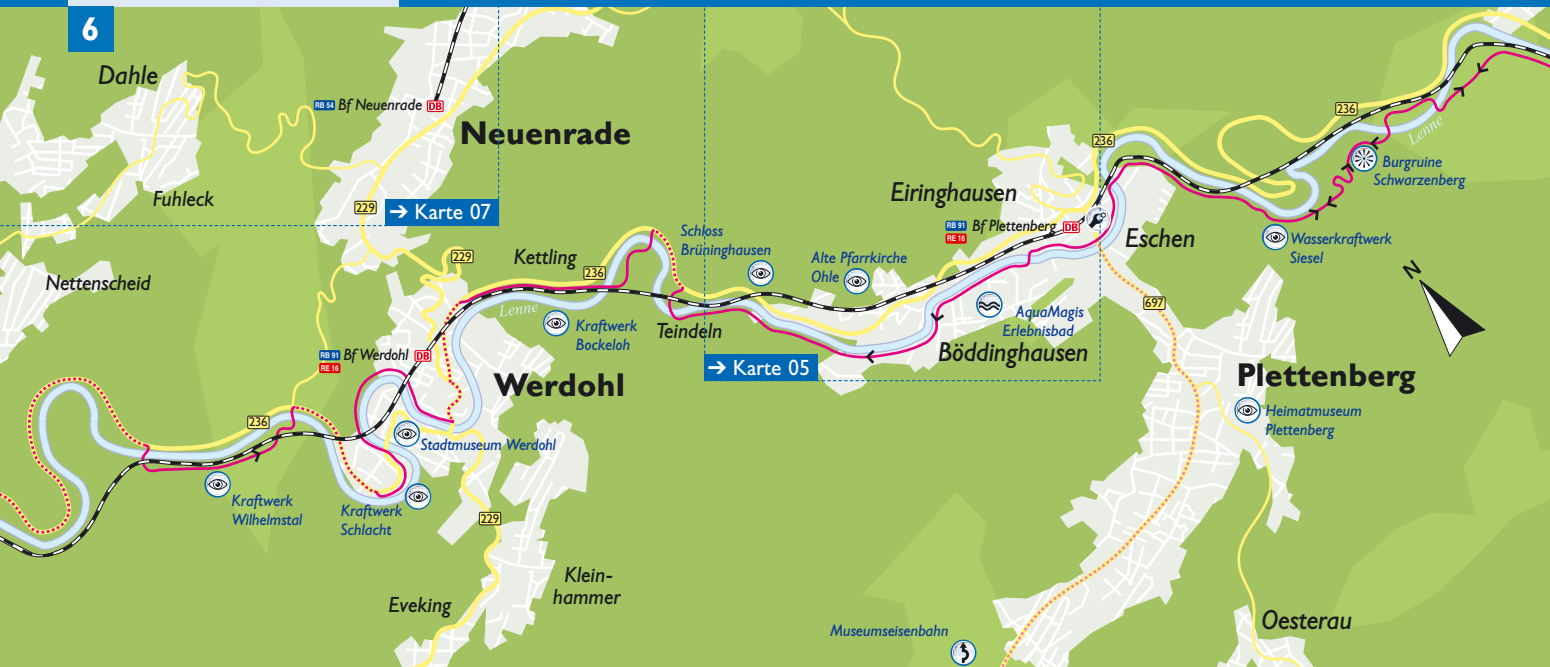 6
Dahle
RB 54 Bf Neuenrade DB
Neuenrade
Fuhleck
229
→ Karte 07
Nettenscheid
229
Kettling
236
Lenne
Kraftwerk
Bockeloh
RB 91
RE 16
Bf Werdohl DB
Werdohl
236
Stadtmuseum Werdohl
Kraftwerk
Wilhelmstal
Kraftwerk
Schlacht
229
Klein-
hammer
Eveking
Schloss
Brüninghausen
Teindeln
Alte Pfarrkirche
Ohle
→ Karte 05
Eiringhausen
RB 91
RE 16
Bf Plettenberg DB
236
Eschen
AquaMagis
Erlebnisbad
Böddinghausen
236
Lenne
Burgruine
Schwarzenberg
Wasserkraftwerk
Siesel
N
697
Plettenberg
Heimatmuseum
Plettenberg
Oesterau
Museumseisenbahn